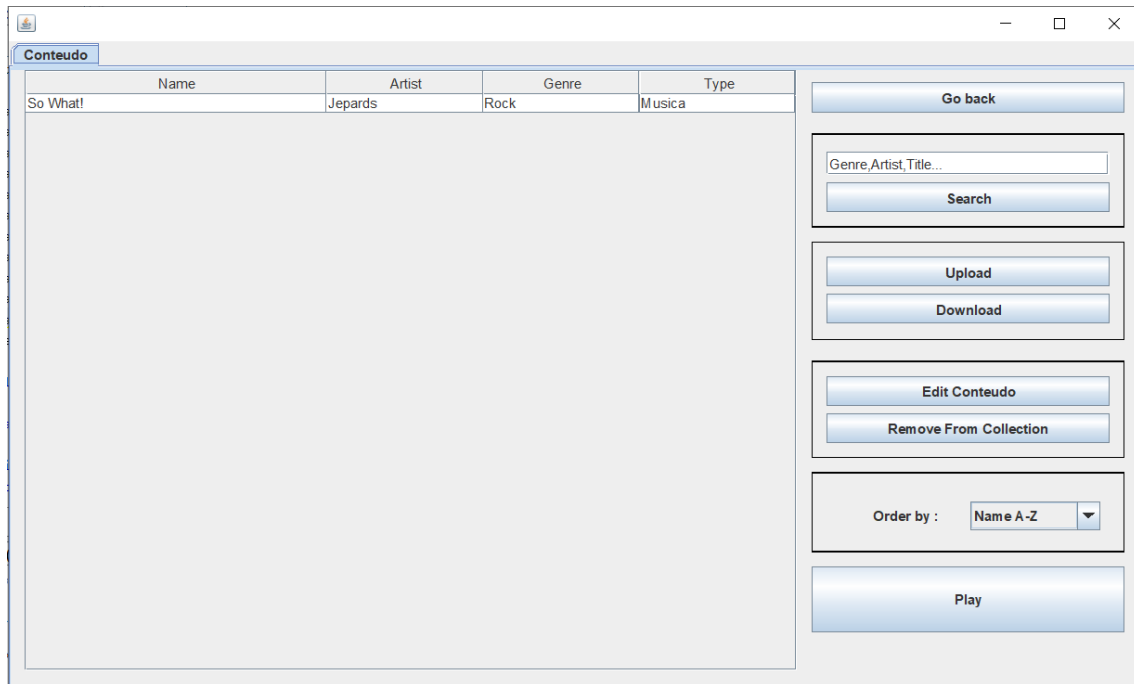 Conteudo
Name Artist Genre Type
So What! Jepards Rock Musica
Go back
Genre,Artist,Title...
Search
Upload
Download
Edit Conteudo
Remove From Collection
Order by : Name A-Z
Play